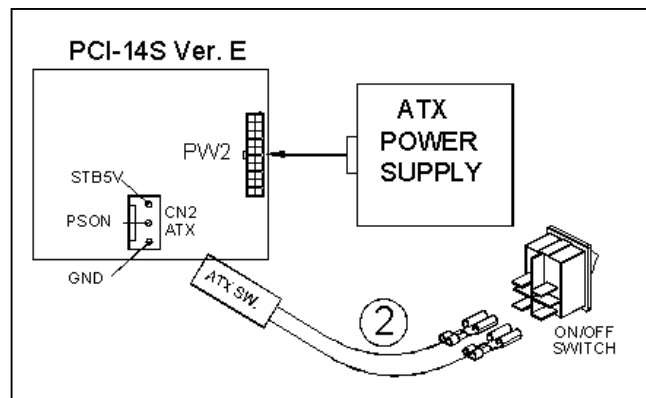 PCI-14S Ver. E
PW2
ATX
POWER
SUPPLY
STB5V
PSON
GND
CN2
ATX
ATX SW.
2
ON/OFF
SWITCH